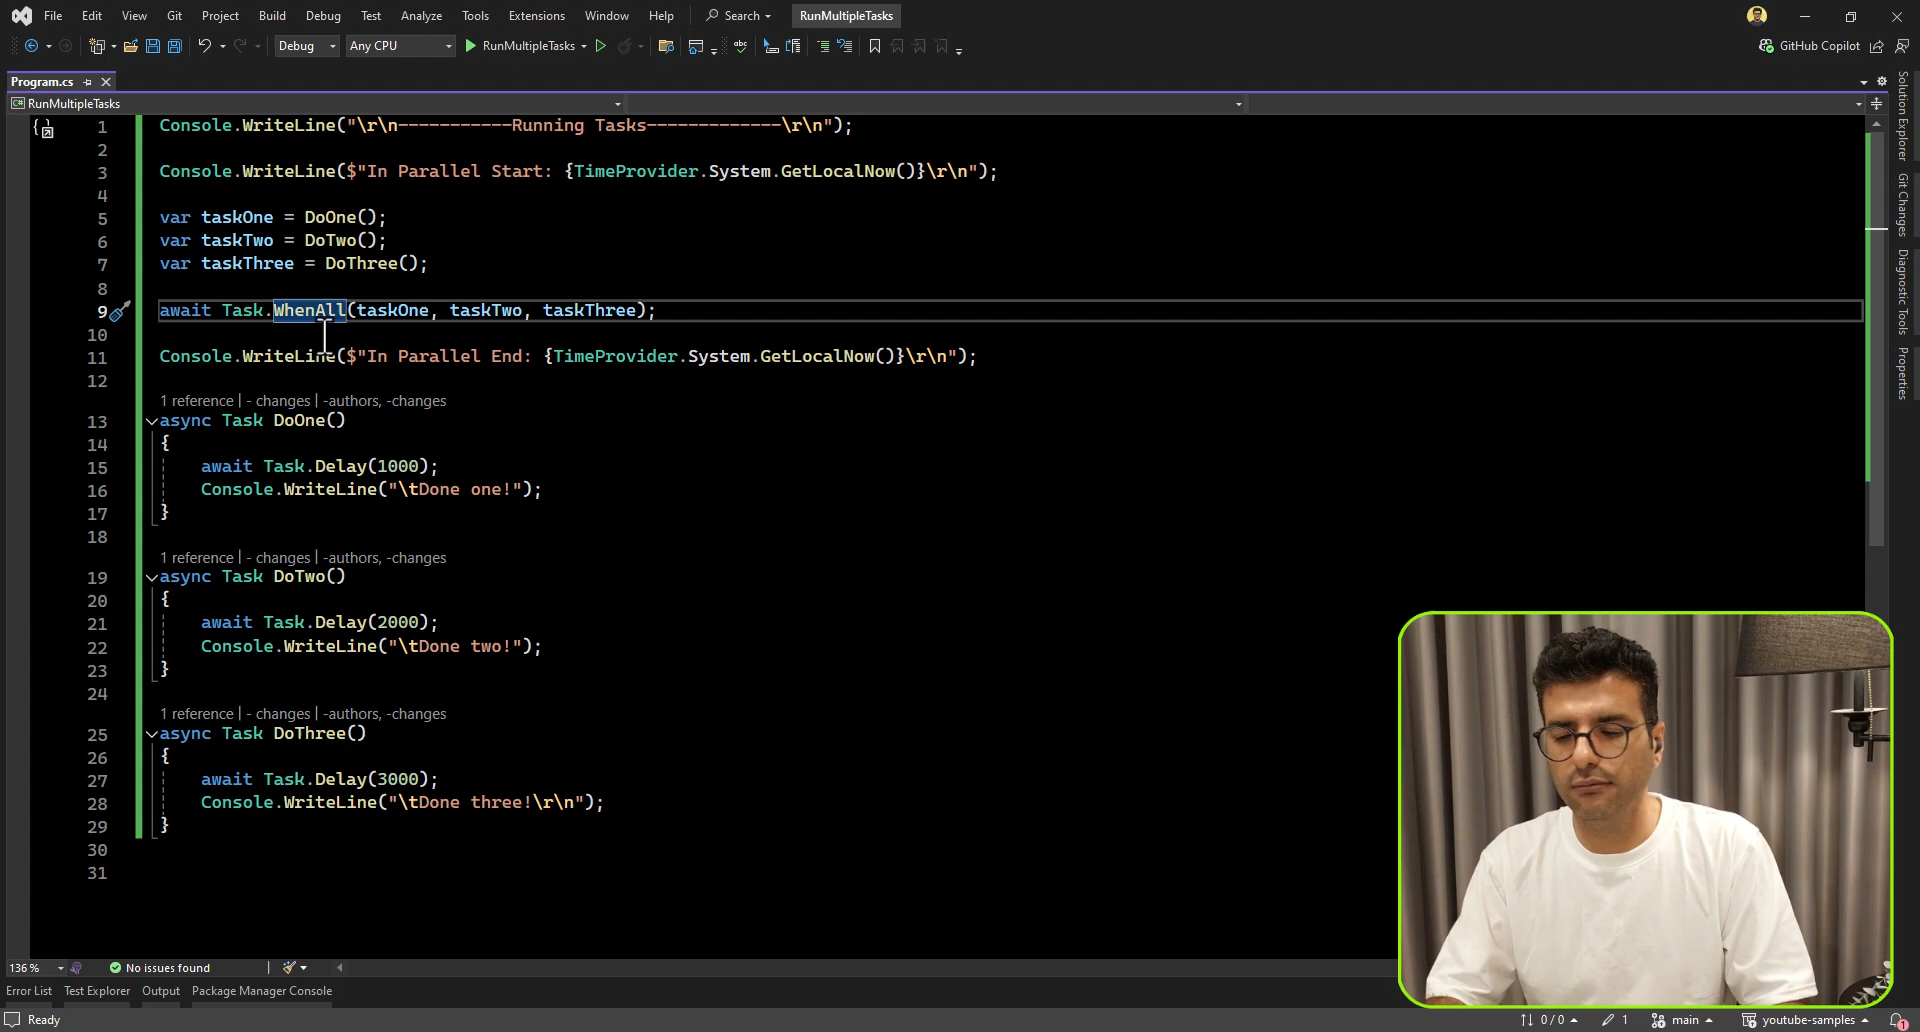 File Edit View Git Project Build Debug Test Analyze Tools Extensions Window Help Search RunMultipleTasks
Debug Any CPU RunMultipleTasks GitHub Copilot
Program.cs
RunMultipleTasks
1 Console.WriteLine("\r\n-----------Running Tasks-------------\r\n");
2
3 Console.WriteLine($"In Parallel Start: {TimeProvider.System.GetLocalNow()}\r\n");
4
5 var taskOne = DoOne();
6 var taskTwo = DoTwo();
7 var taskThree = DoThree();
8
9 await Task.WhenAll(taskOne, taskTwo, taskThree);
10
11 Console.WriteLine($"In Parallel End: {TimeProvider.System.GetLocalNow()}\r\n");
12
1 reference | - changes | -authors, -changes
13 async Task DoOne()
14 {
15 await Task.Delay(1000);
16 Console.WriteLine("\tDone one!");
17 }
18
1 reference | - changes | -authors, -changes
19 async Task DoTwo()
20 {
21 await Task.Delay(2000);
22 Console.WriteLine("\tDone two!");
23 }
24
1 reference | - changes | -authors, -changes
25 async Task DoThree()
26 {
27 await Task.Delay(3000);
28 Console.WriteLine("\tDone three!\r\n");
29 }
30
31
Solution Explorer
Git Changes
Diagnostic Tools
Properties
136 % No issues found
Error List Test Explorer Output Package Manager Console
Ready 0 / 0 1 main youtube-samples 1